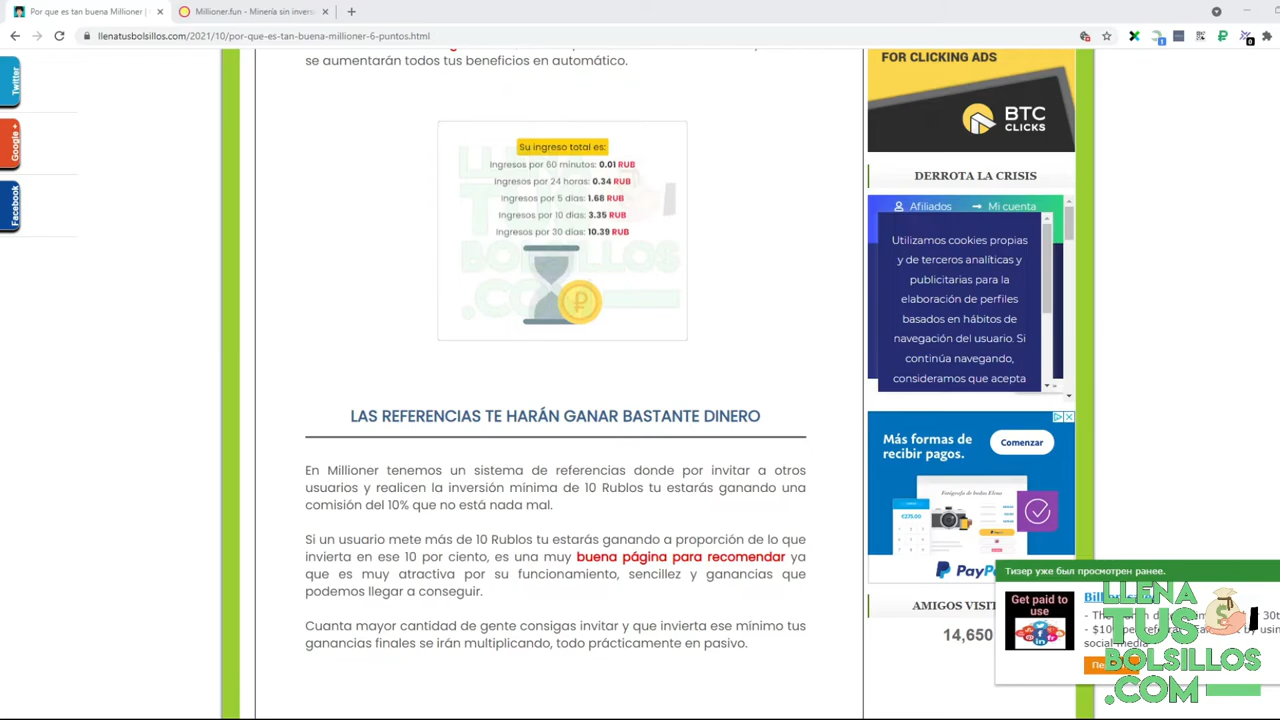 Por que es tan buena Millioner |
Millioner.fun - Minería sin inversi
llenatusbolsillos.com/2021/10/por-que-es-tan-buena-millioner-6-puntos.html
Twitter
Google +
Facebook
se aumentarán todos tus beneficios en automático.
Su ingreso total es:
Ingresos por 60 minutos: 0.01 RUB
Ingresos por 24 horas: 0.34 RUB
Ingresos por 5 días: 1.68 RUB
Ingresos por 10 días: 3.35 RUB
Ingresos por 30 días: 10.39 RUB
LAS REFERENCIAS TE HARÁN GANAR BASTANTE DINERO
En Millioner tenemos un sistema de referencias donde por invitar a otros
usurios y realicen la inversión mínima de 10 Rublos tu estarás ganando una
comisión del 10% que no está nada mal.
Si un usuario mete más de 10 Rublos tu estarás ganando a proporción de lo que
invierta en ese 10 por ciento, es una muy buena página para recomendar ya
que es muy atractiva por su funcionamiento, sencillez y ganancias que
podemos llegar a conseguir.
Cuanta mayor cantidad de gente consigas invitar y que invierta ese mínimo tus
ganancias finales se irán multiplicando, todo prácticamente en pasivo.
FOR CLICKING ADS
BTC
CLICKS
DERROTA LA CRISIS
Afiliados
Mi cuenta
Utilizamos cookies propias
y de terceros analíticas y
publicitarias para la
elaboración de perfiles
basados en hábitos de
navegación del usuario. Si
continúa navegando,
consideramos que acepta
Más formas de
recibir pagos.
Comenzar
Fotografía de bodas Elena
€275.00
AMIGOS VISIT
14,650
Тизер уже был просмотрен ранее.
Get paid to
use
LLENA
TUS
BOLSILLOS
.COM